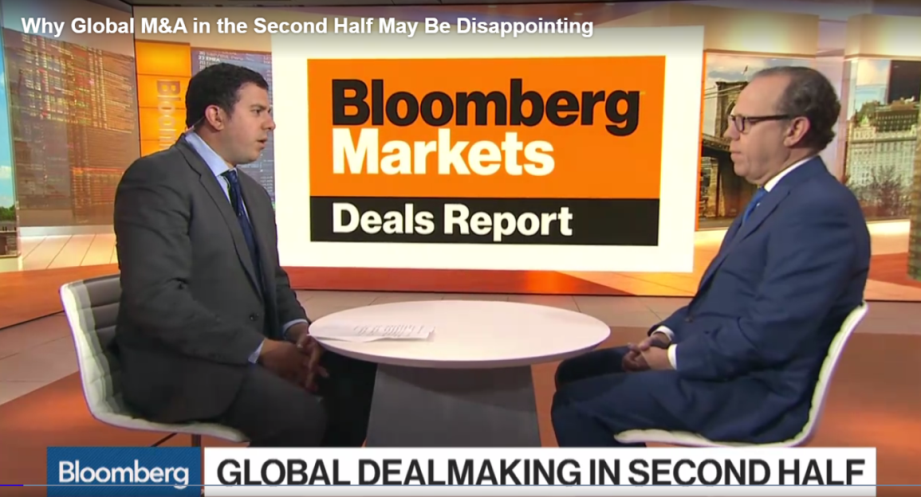 Why Global M&A in the Second Half May Be Disappointing
Bloomberg
Markets
Deals Report
Bloomberg
GLOBAL DEALMAKING IN SECOND HALF